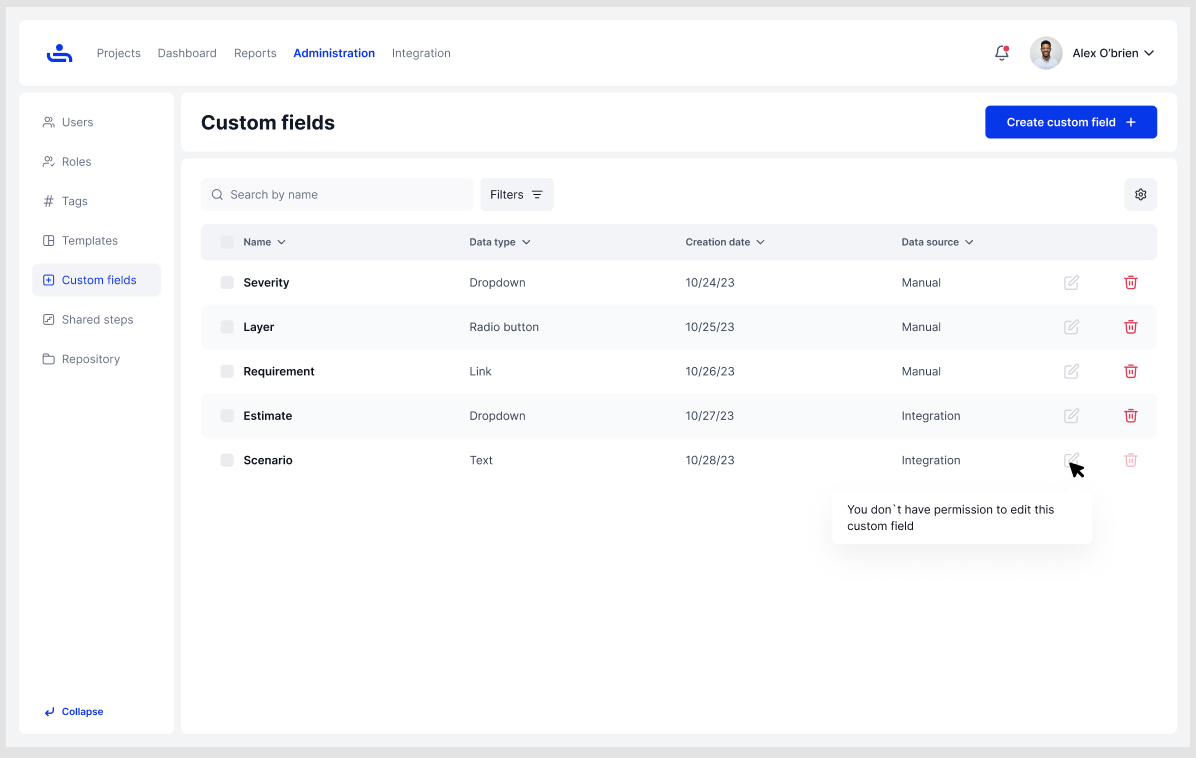 Projects Dashboard Reports Administration Integration Alex O'brien
Users
Roles
Tags
Templates
Custom fields
Shared steps
Repository
Collapse
Custom fields Create custom field +
Search by name Filters
Name Data type Creation date Data source
Severity Dropdown 10/24/23 Manual
Layer Radio button 10/25/23 Manual
Requirement Link 10/26/23 Manual
Estimate Dropdown 10/27/23 Integration
Scenario Text 10/28/23 Integration
You don`t have permission to edit this
custom field